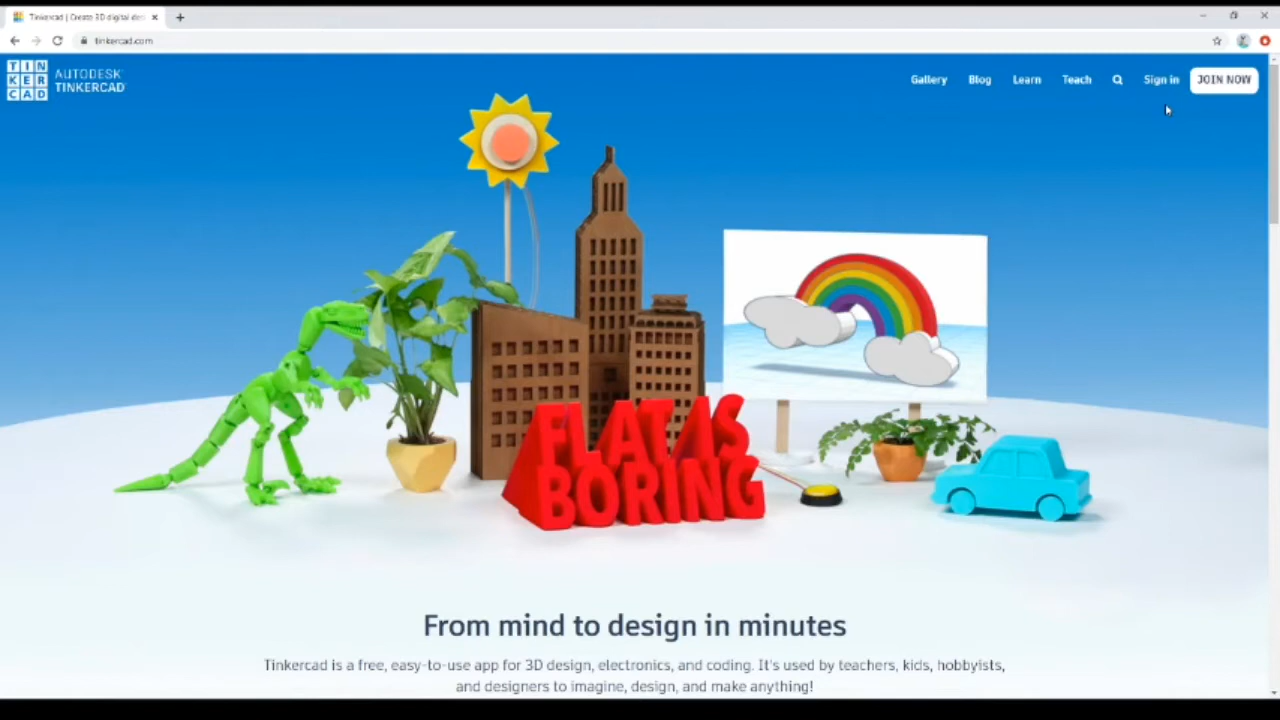 Tinkercad | Create 3D digital des
tinkercad.com
TIN
KER
CAD
AUTODESK
TINKERCAD
Gallery
Blog
Learn
Teach
Sign in
JOIN NOW
FLAT IS
BORING
From mind to design in minutes
Tinkercad is a free, easy-to-use app for 3D design, electronics, and coding. It's used by teachers, kids, hobbyists,
and designers to imagine, design, and make anything!